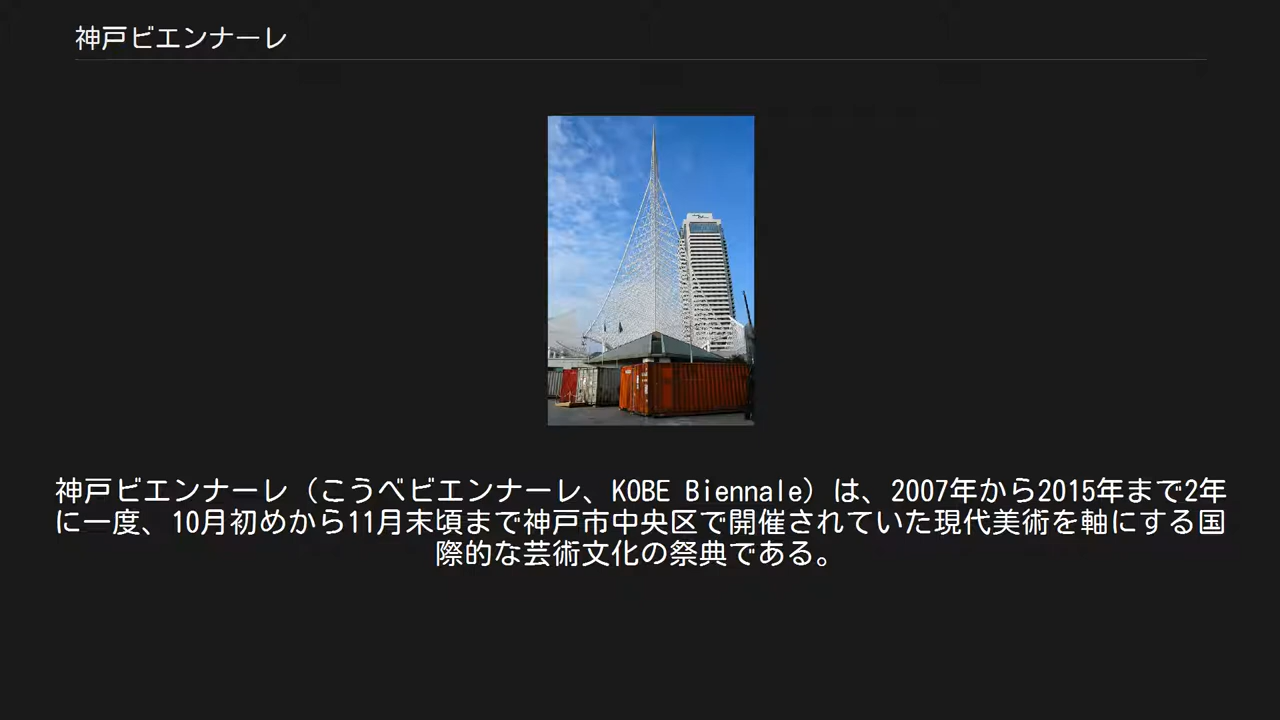 神戸ビエンナーレ
神戸ビエンナーレ（こうべビエンナーレ、KOBE Biennale）は、2007年から2015年まで2年
に一度、10月初めから11月末頃まで神戸市中央区で開催されていた現代美術を軸にする国
際的な芸術文化の祭典である。